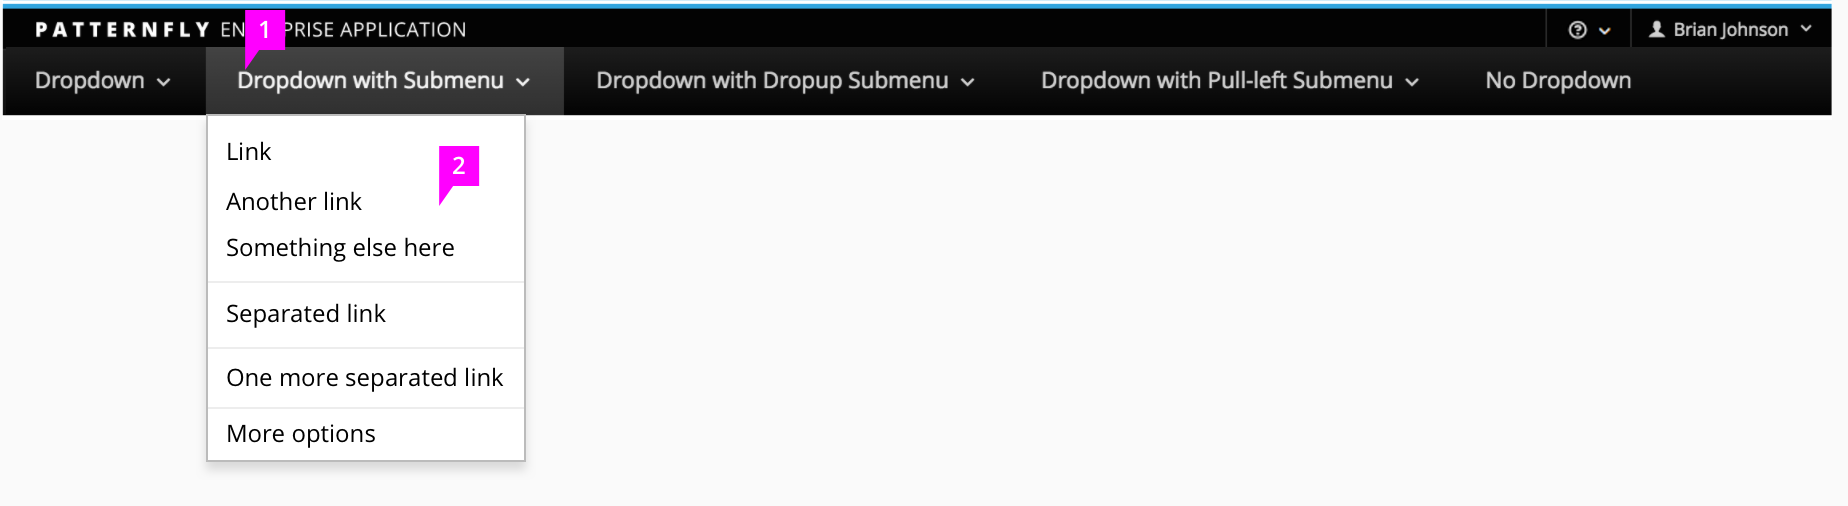 PATTERNFLY EN PRISE APPLICATION
1
Brian Johnson
Dropdown
Dropdown with Submenu
Dropdown with Dropup Submenu
Dropdown with Pull-left Submenu
No Dropdown
Link
2
Another link
Something else here
Separated link
One more separated link
More options